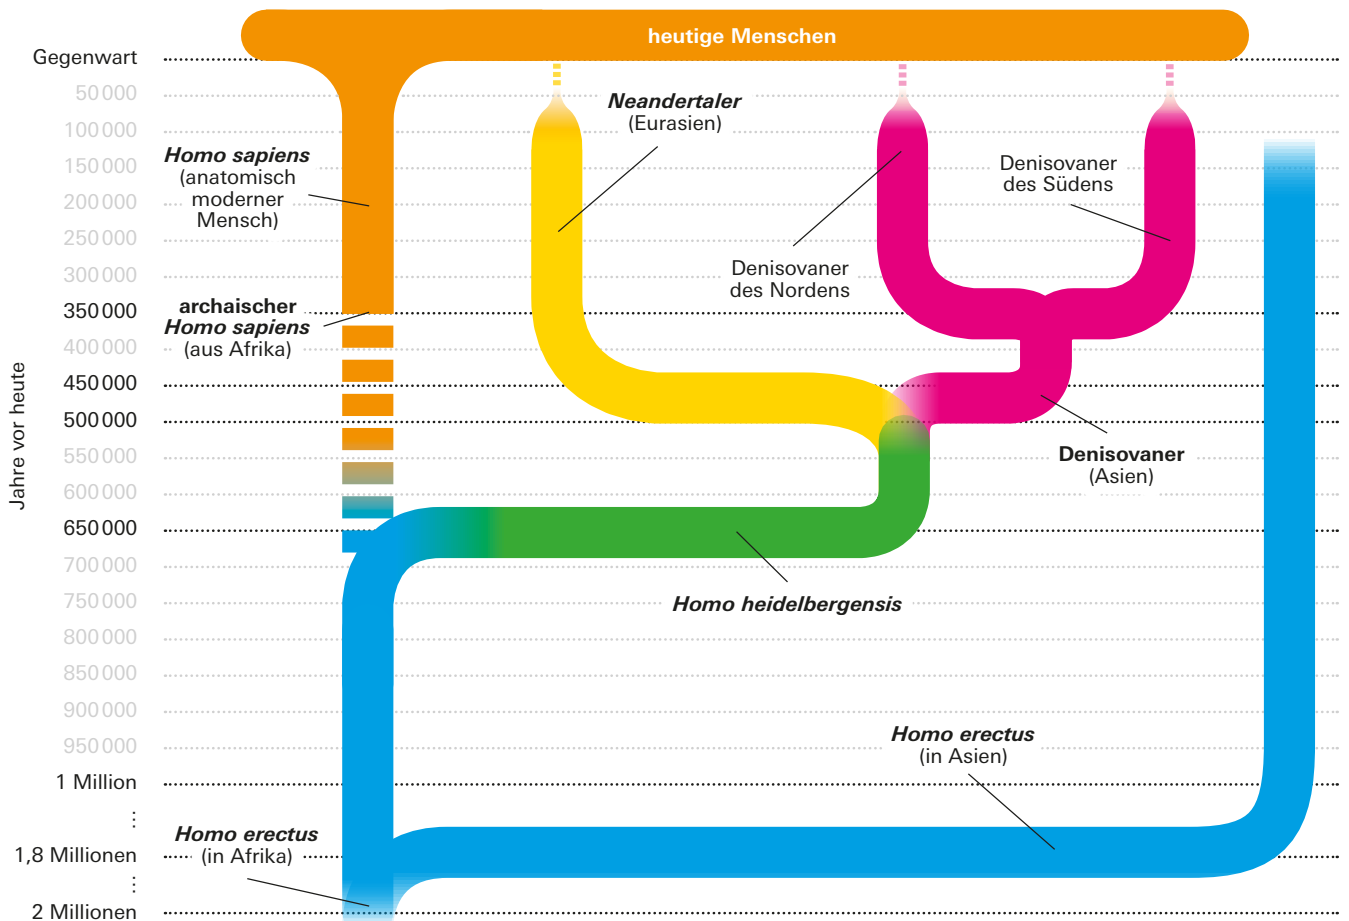 heutige Menschen
Gegenwart
50 000
100 000
150 000
200 000
250 000
300 000
350 000
400 000
450 000
500 000
550 000
600 000
650 000
700 000
750 000
800 000
850 000
900 000
950 000
1 Million
⋮
1,8 Millionen
⋮
2 Millionen
Jahre vor heute
Homo sapiens
(anatomisch
moderner
Mensch)
archaischer
Homo sapiens
(aus Afrika)
Neandertaler
(Eurasien)
Denisovaner
des Nordens
Denisovaner
des Südens
Denisovaner
(Asien)
Homo heidelbergensis
Homo erectus
(in Asien)
Homo erectus
(in Afrika)